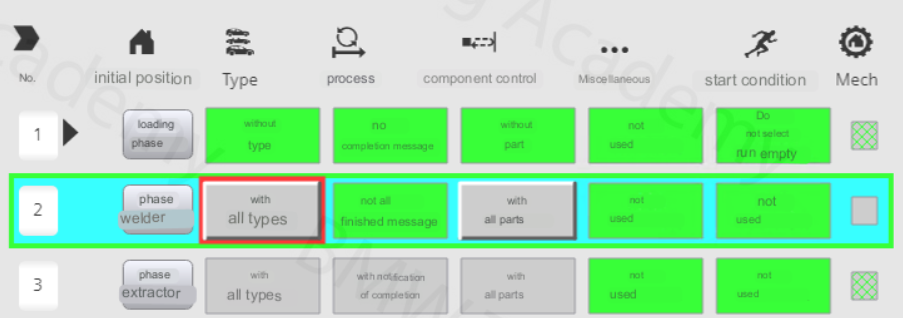 No. initial position Type process component control Miscellaneous start condition Mech
1
loading
phase
without
type
no
completion message
without
part
not
used
Do
not select
run empty
2
phase
welder
with
all types
not all
finished message
with
all parts
not
used
not
used
3
phase
extractor
with
all types
with notification
of completion
with
all parts
not
used
not
used